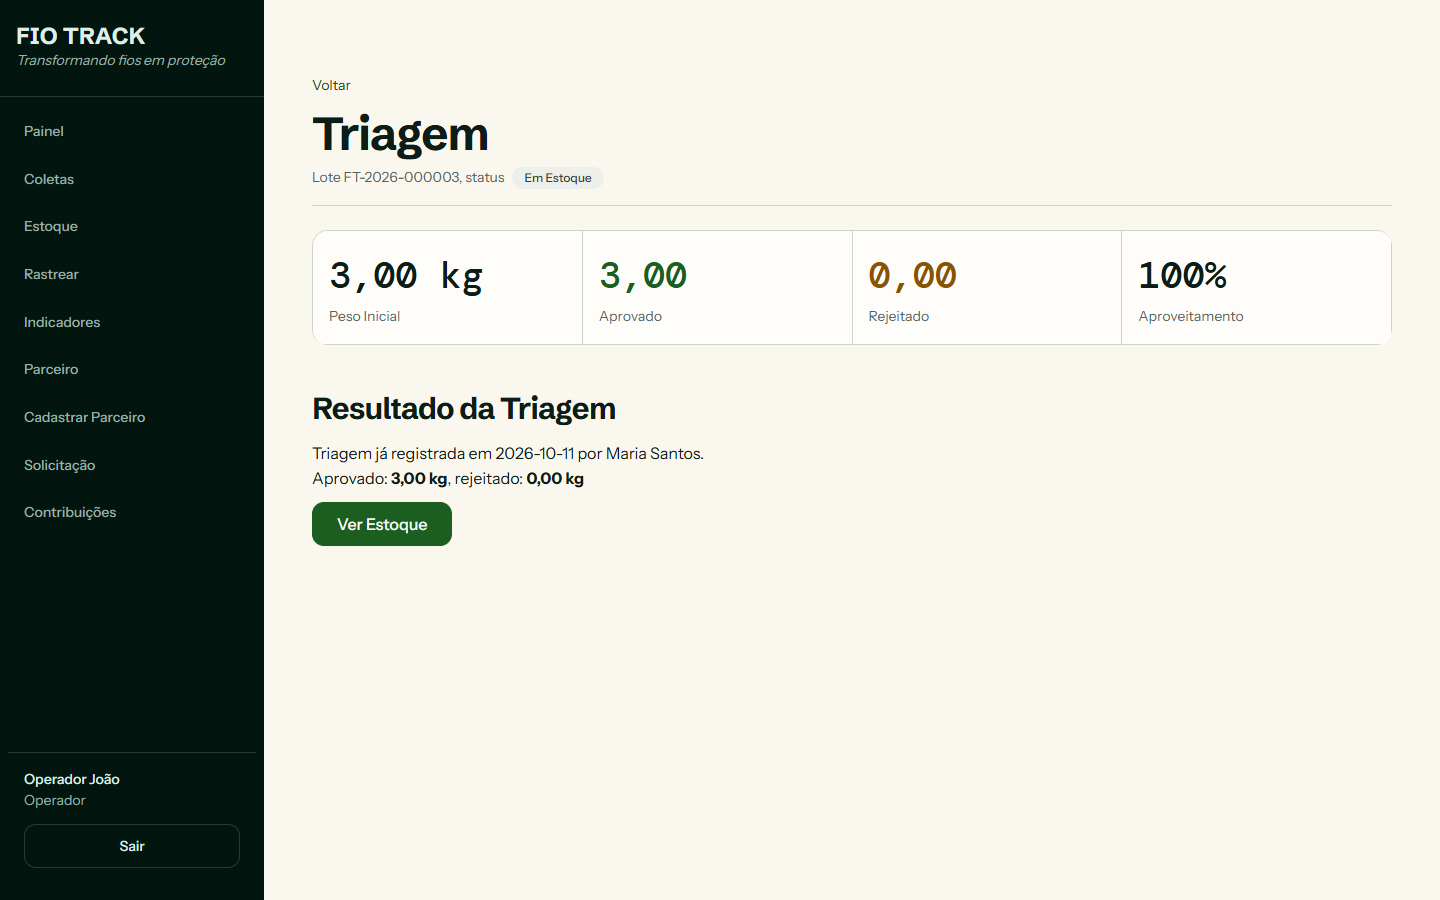 FIO TRACK
Transformando fios em proteção
Painel
Coletas
Estoque
Rastrear
Indicadores
Parceiro
Cadastrar Parceiro
Solicitação
Contribuições
Operador João
Operador
Sair
Voltar
Triagem
Lote FT-2026-000003, status Em Estoque
3,00 kg
Peso Inicial
3,00
Aprovado
0,00
Rejeitado
100%
Aproveitamento
Resultado da Triagem
Triagem já registrada em 2026-10-11 por Maria Santos.
Aprovado: 3,00 kg, rejeitado: 0,00 kg
Ver Estoque